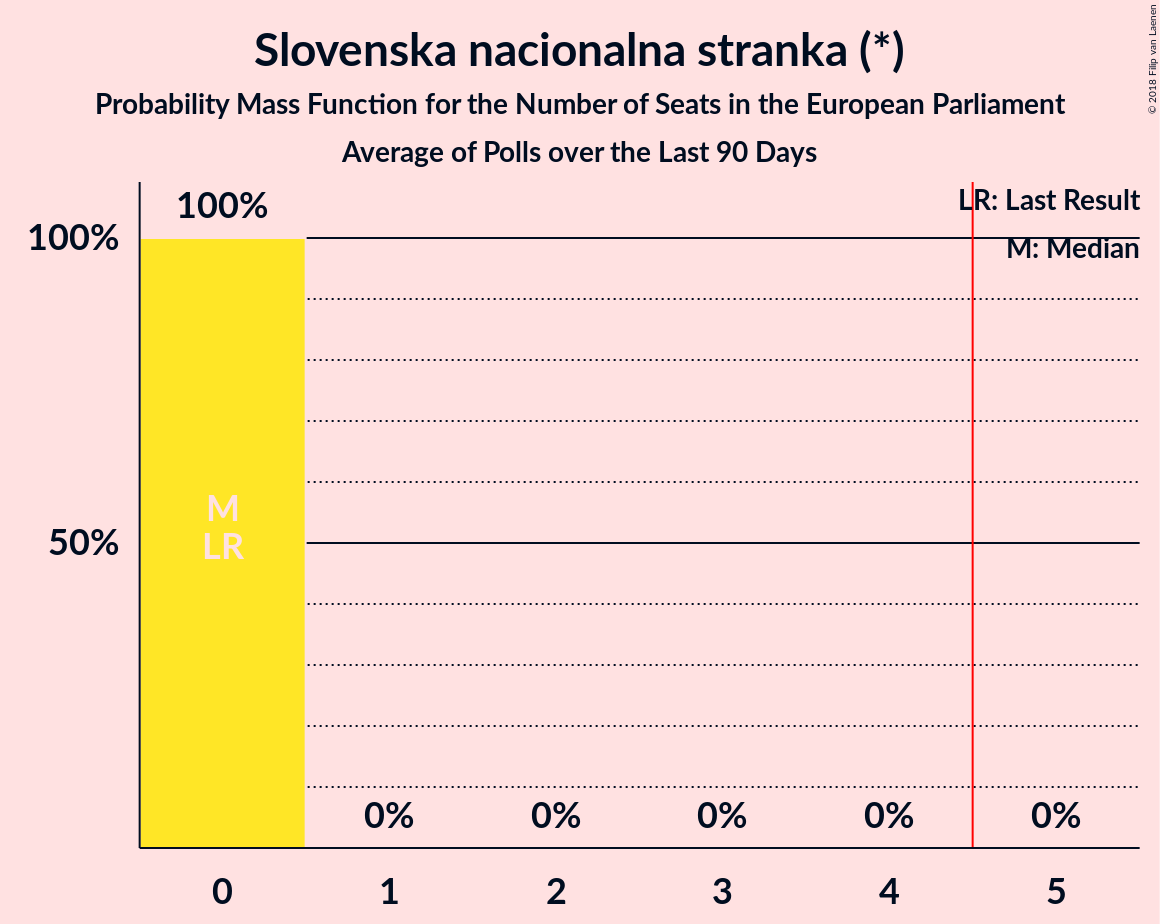 Slovenska nacionalna stranka (*)
Probability Mass Function for the Number of Seats in the European Parliament
Average of Polls over the Last 90 Days
© 2018 Filip van Laenen
LR: Last Result
M: Median
100%
100%
50%
M
LR
0% 0% 0% 0% 0%
0 1 2 3 4 5